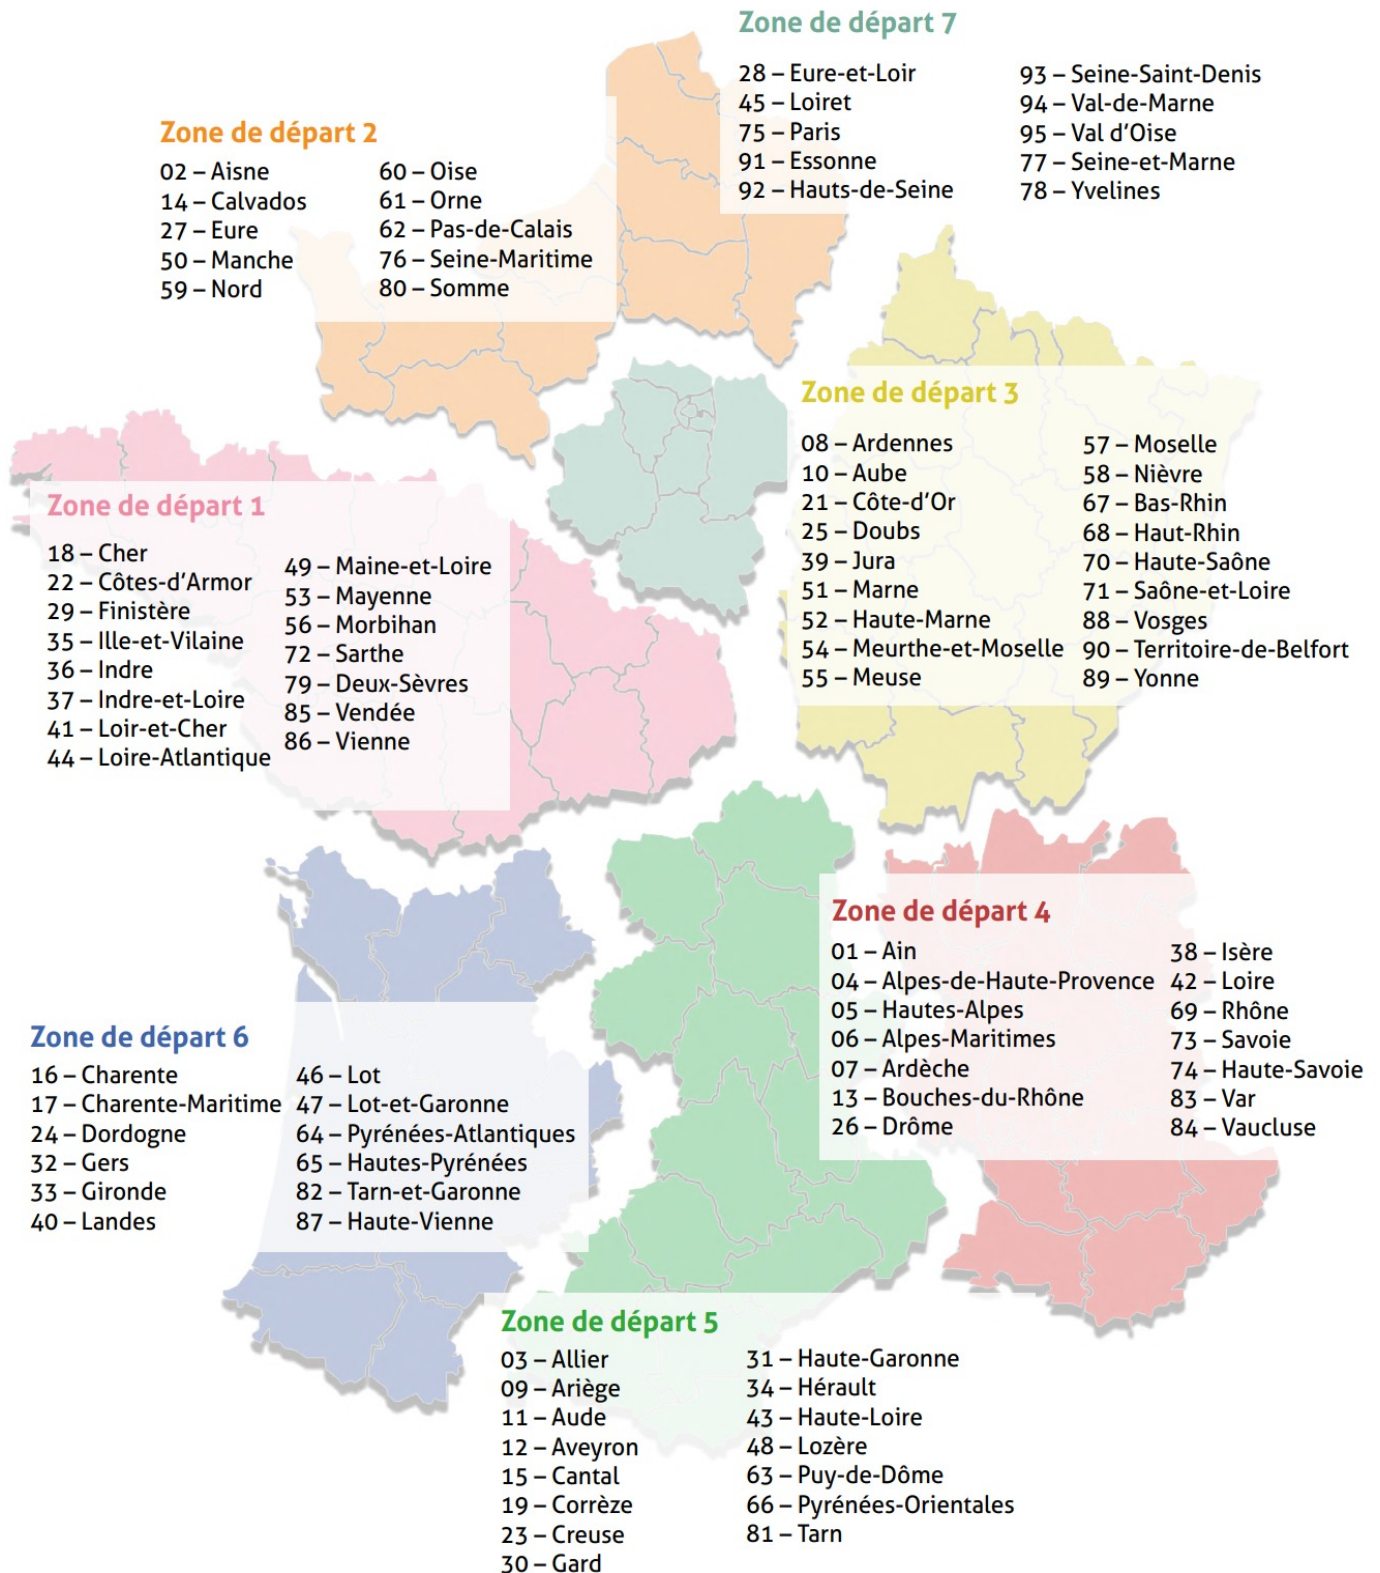 Zone de départ 7
28 – Eure-et-Loir
45 – Loiret
75 – Paris
91 – Essonne
92 – Hauts-de-Seine
93 – Seine-Saint-Denis
94 – Val-de-Marne
95 – Val d'Oise
77 – Seine-et-Marne
78 – Yvelines
Zone de départ 2
02 – Aisne
14 – Calvados
27 – Eure
50 – Manche
59 – Nord
60 – Oise
61 – Orne
62 – Pas-de-Calais
76 – Seine-Maritime
80 – Somme
Zone de départ 3
08 – Ardennes
10 – Aube
21 – Côte-d'Or
25 – Doubs
39 – Jura
51 – Marne
52 – Haute-Marne
54 – Meurthe-et-Moselle
55 – Meuse
57 – Moselle
58 – Nièvre
67 – Bas-Rhin
68 – Haut-Rhin
70 – Haute-Saône
71 – Saône-et-Loire
88 – Vosges
90 – Territoire-de-Belfort
89 – Yonne
Zone de départ 1
18 – Cher
22 – Côtes-d'Armor
29 – Finistère
35 – Ille-et-Vilaine
36 – Indre
37 – Indre-et-Loire
41 – Loir-et-Cher
44 – Loire-Atlantique
49 – Maine-et-Loire
53 – Mayenne
56 – Morbihan
72 – Sarthe
79 – Deux-Sèvres
85 – Vendée
86 – Vienne
Zone de départ 4
01 – Ain
04 – Alpes-de-Haute-Provence
05 – Hautes-Alpes
06 – Alpes-Maritimes
07 – Ardèche
13 – Bouches-du-Rhône
26 – Drôme
38 – Isère
42 – Loire
69 – Rhône
73 – Savoie
74 – Haute-Savoie
83 – Var
84 – Vaucluse
Zone de départ 6
16 – Charente
17 – Charente-Maritime
24 – Dordogne
32 – Gers
33 – Gironde
40 – Landes
46 – Lot
47 – Lot-et-Garonne
64 – Pyrénées-Atlantiques
65 – Hautes-Pyrénées
82 – Tarn-et-Garonne
87 – Haute-Vienne
Zone de départ 5
03 – Allier
09 – Ariège
11 – Aude
12 – Aveyron
15 – Cantal
19 – Corrèze
23 – Creuse
30 – Gard
31 – Haute-Garonne
34 – Hérault
43 – Haute-Loire
48 – Lozère
63 – Puy-de-Dôme
66 – Pyrénées-Orientales
81 – Tarn